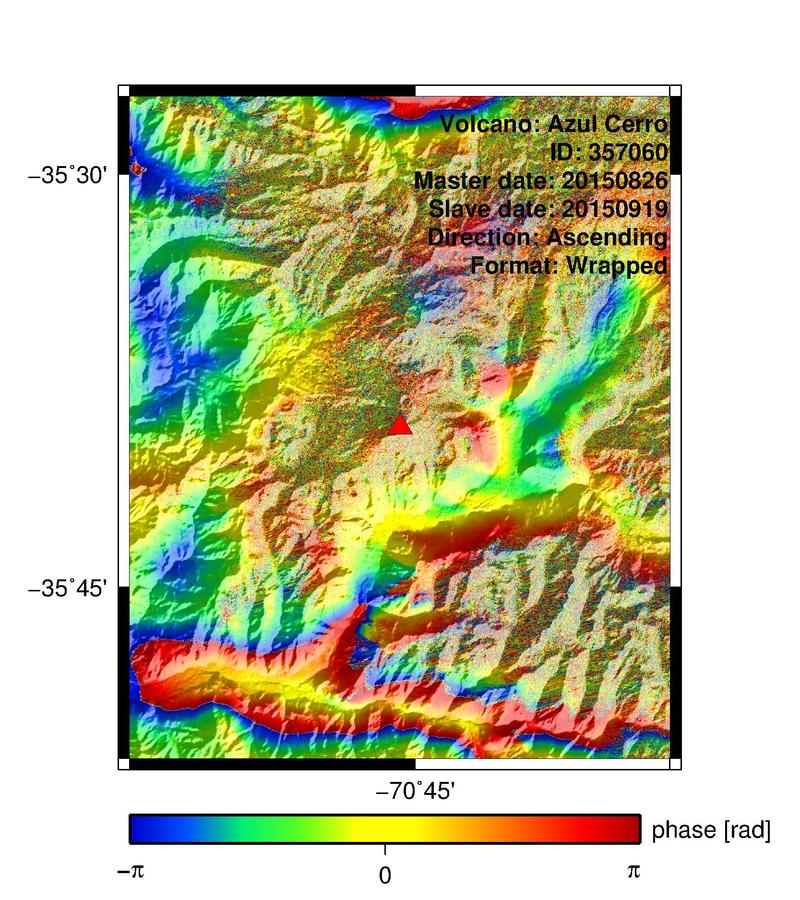 Volcano: Azul Cerro
ID: 357060
Master date: 20150826
Slave date: 20150919
Direction: Ascending
Format: Wrapped
−35˚30'
−35˚45'
−70˚45'
phase [rad]
−π 0 π